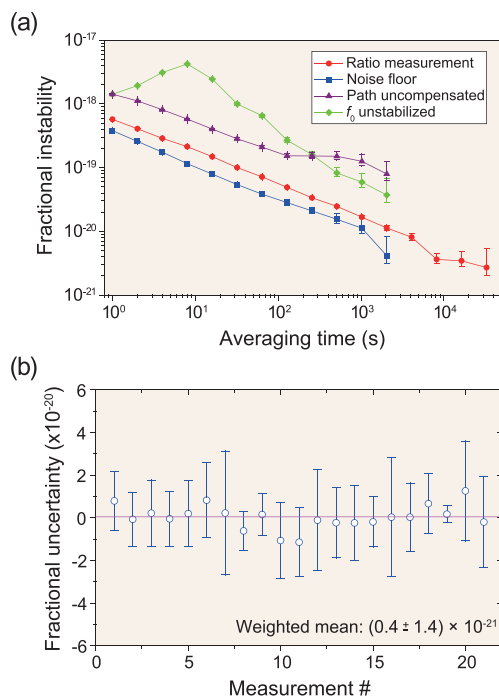 (a)
10⁻¹⁷
10⁻¹⁸
10⁻¹⁹
10⁻²⁰
10⁻²¹
Fractional instability
Ratio measurement
Noise floor
Path uncompensated
f₀ unstabilized
10⁰ 10¹ 10² 10³ 10⁴
Averaging time (s)
(b)
6
4
2
0
-2
-4
-6
Fractional uncertainty (x10⁻²⁰)
Weighted mean: (0.4 ± 1.4) × 10⁻²¹
0 5 10 15 20
Measurement #